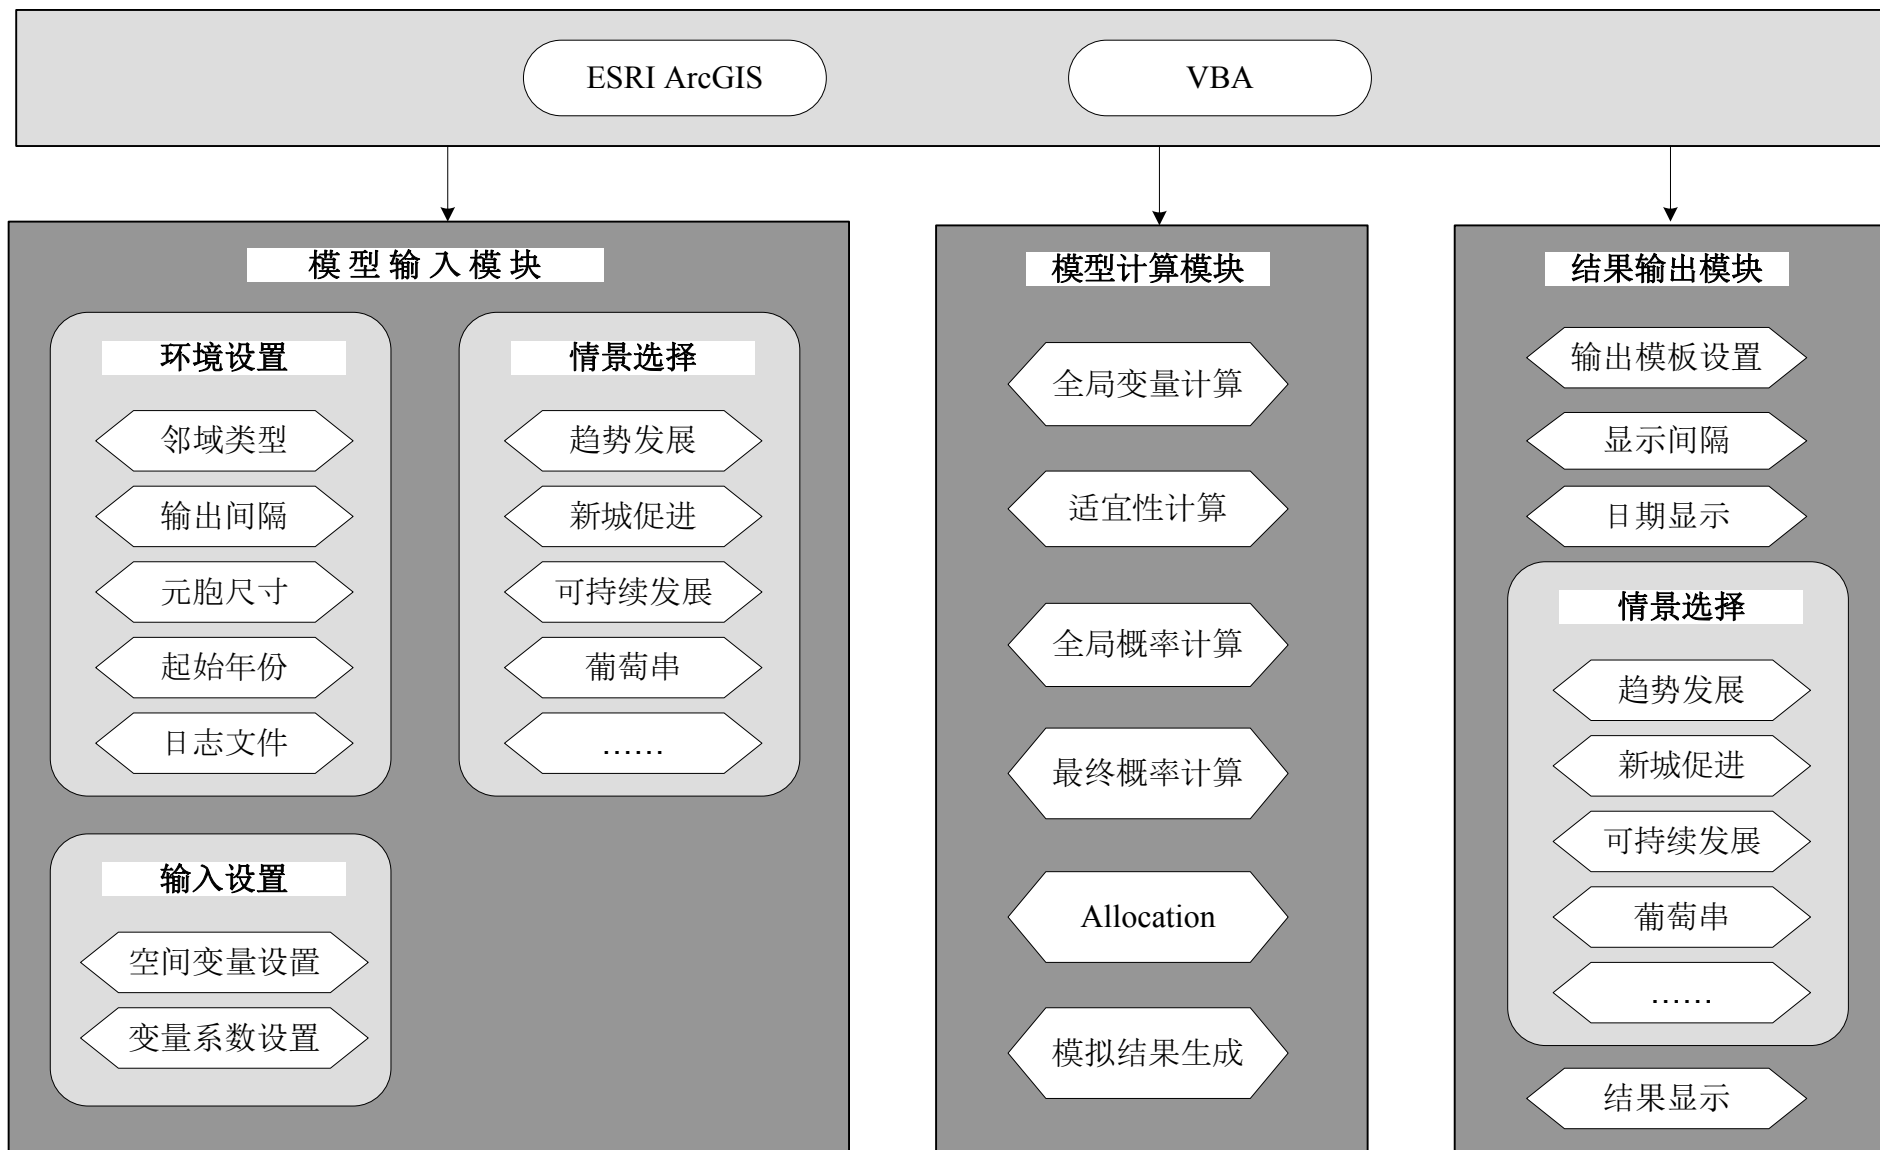 ESRI ArcGIS
VBA
模型输入模块
环境设置
邻域类型
输出间隔
元胞尺寸
起始年份
日志文件
情景选择
趋势发展
新城促进
可持续发展
葡萄串
……
输入设置
空间变量设置
变量系数设置
模型计算模块
全局变量计算
适宜性计算
全局概率计算
最终概率计算
Allocation
模拟结果生成
结果输出模块
输出模板设置
显示间隔
日期显示
情景选择
趋势发展
新城促进
可持续发展
葡萄串
……
结果显示